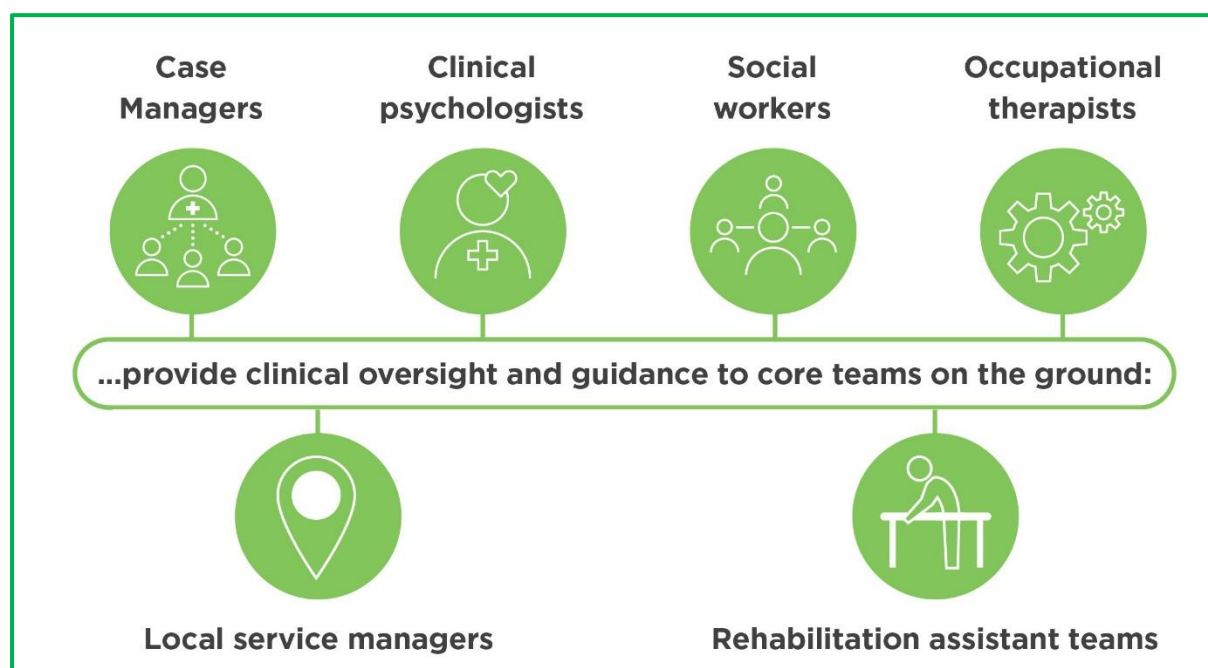 Case
Managers
Clinical
psychologists
Social
workers
Occupational
therapists
...provide clinical oversight and guidance to core teams on the ground:
Local service managers
Rehabilitation assistant teams